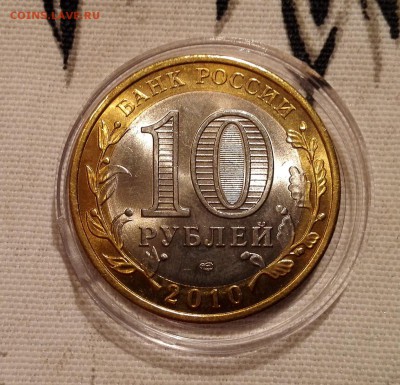 COINS.LAVE.RU
БАНК РОССИИ
10
РУБЛЕЙ
2010